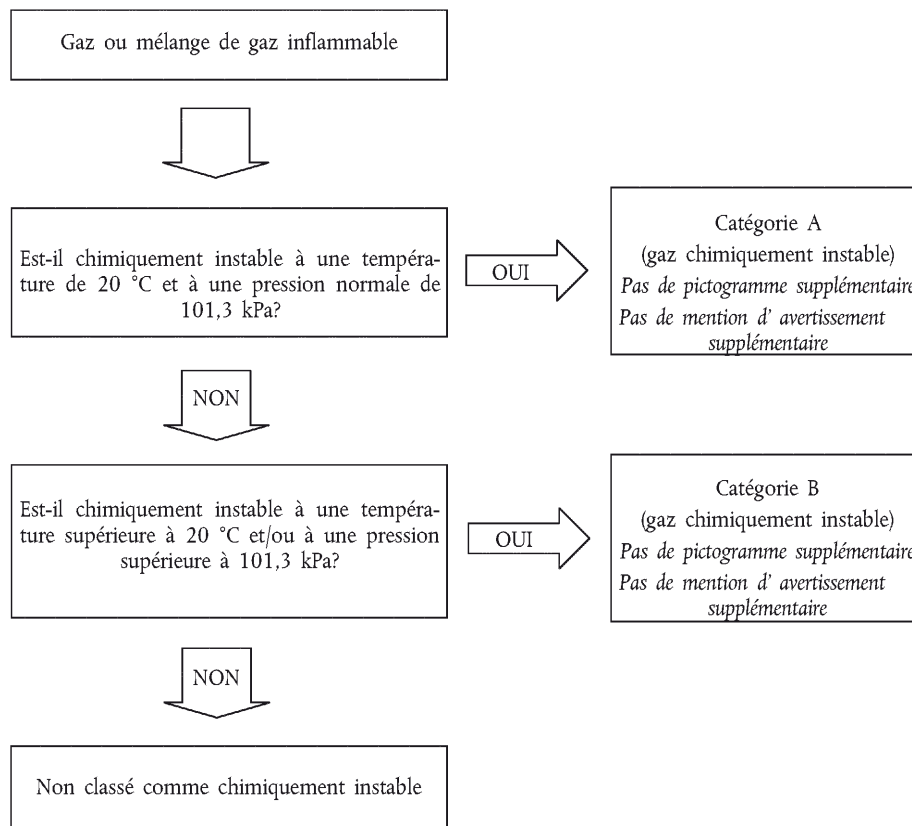 Gaz ou mélange de gaz inflammable
Est-il chimiquement instable à une tempéra-
ture de 20 °C et à une pression normale de
101,3 kPa?
OUI
Catégorie A
(gaz chimiquement instable)
Pas de pictogramme supplémentaire
Pas de mention d' avertissement
supplémentaire
NON
Est-il chimiquement instable à une tempéra-
ture supérieure à 20 °C et/ou à une pression
supérieure à 101,3 kPa?
OUI
Catégorie B
(gaz chimiquement instable)
Pas de pictogramme supplémentaire
Pas de mention d' avertissement
supplémentaire
NON
Non classé comme chimiquement instable